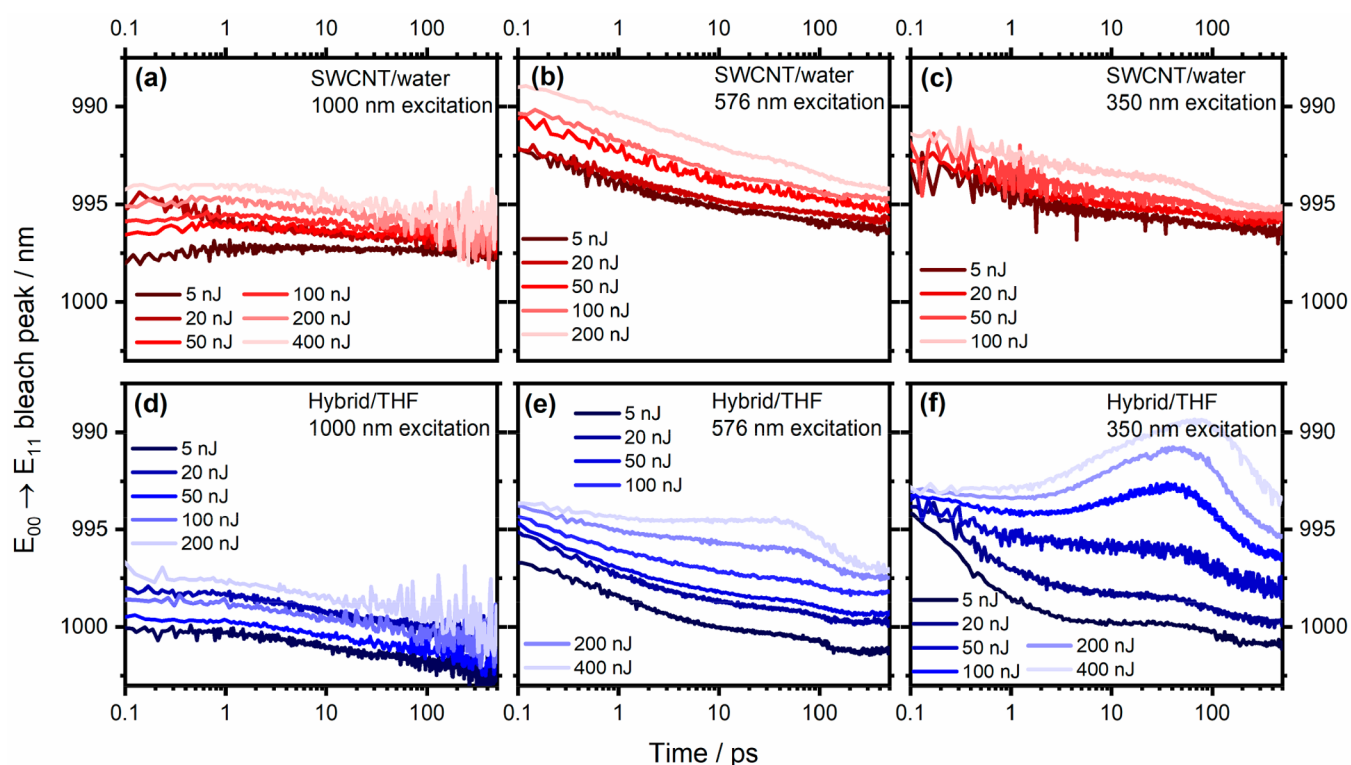 0.1 1 10 100 0.1 1 10 100 0.1 1 10 100
(a) SWCNT/water
1000 nm excitation
990
995
1000
5 nJ 100 nJ
20 nJ 200 nJ
50 nJ 400 nJ
(b) SWCNT/water
576 nm excitation
5 nJ
20 nJ
50 nJ
100 nJ
200 nJ
(c) SWCNT/water
350 nm excitation
5 nJ
20 nJ
50 nJ
100 nJ
990
995
1000
(d) Hybrid/THF
1000 nm excitation
990
995
1000
5 nJ
20 nJ
50 nJ
100 nJ
200 nJ
(e) Hybrid/THF
576 nm excitation
5 nJ
20 nJ
50 nJ
100 nJ
200 nJ
400 nJ
(f) Hybrid/THF
350 nm excitation
5 nJ
20 nJ
50 nJ 200 nJ
100 nJ 400 nJ
990
995
1000
0.1 1 10 100 0.1 1 10 100 0.1 1 10 100
E00 → E11 bleach peak / nm
Time / ps